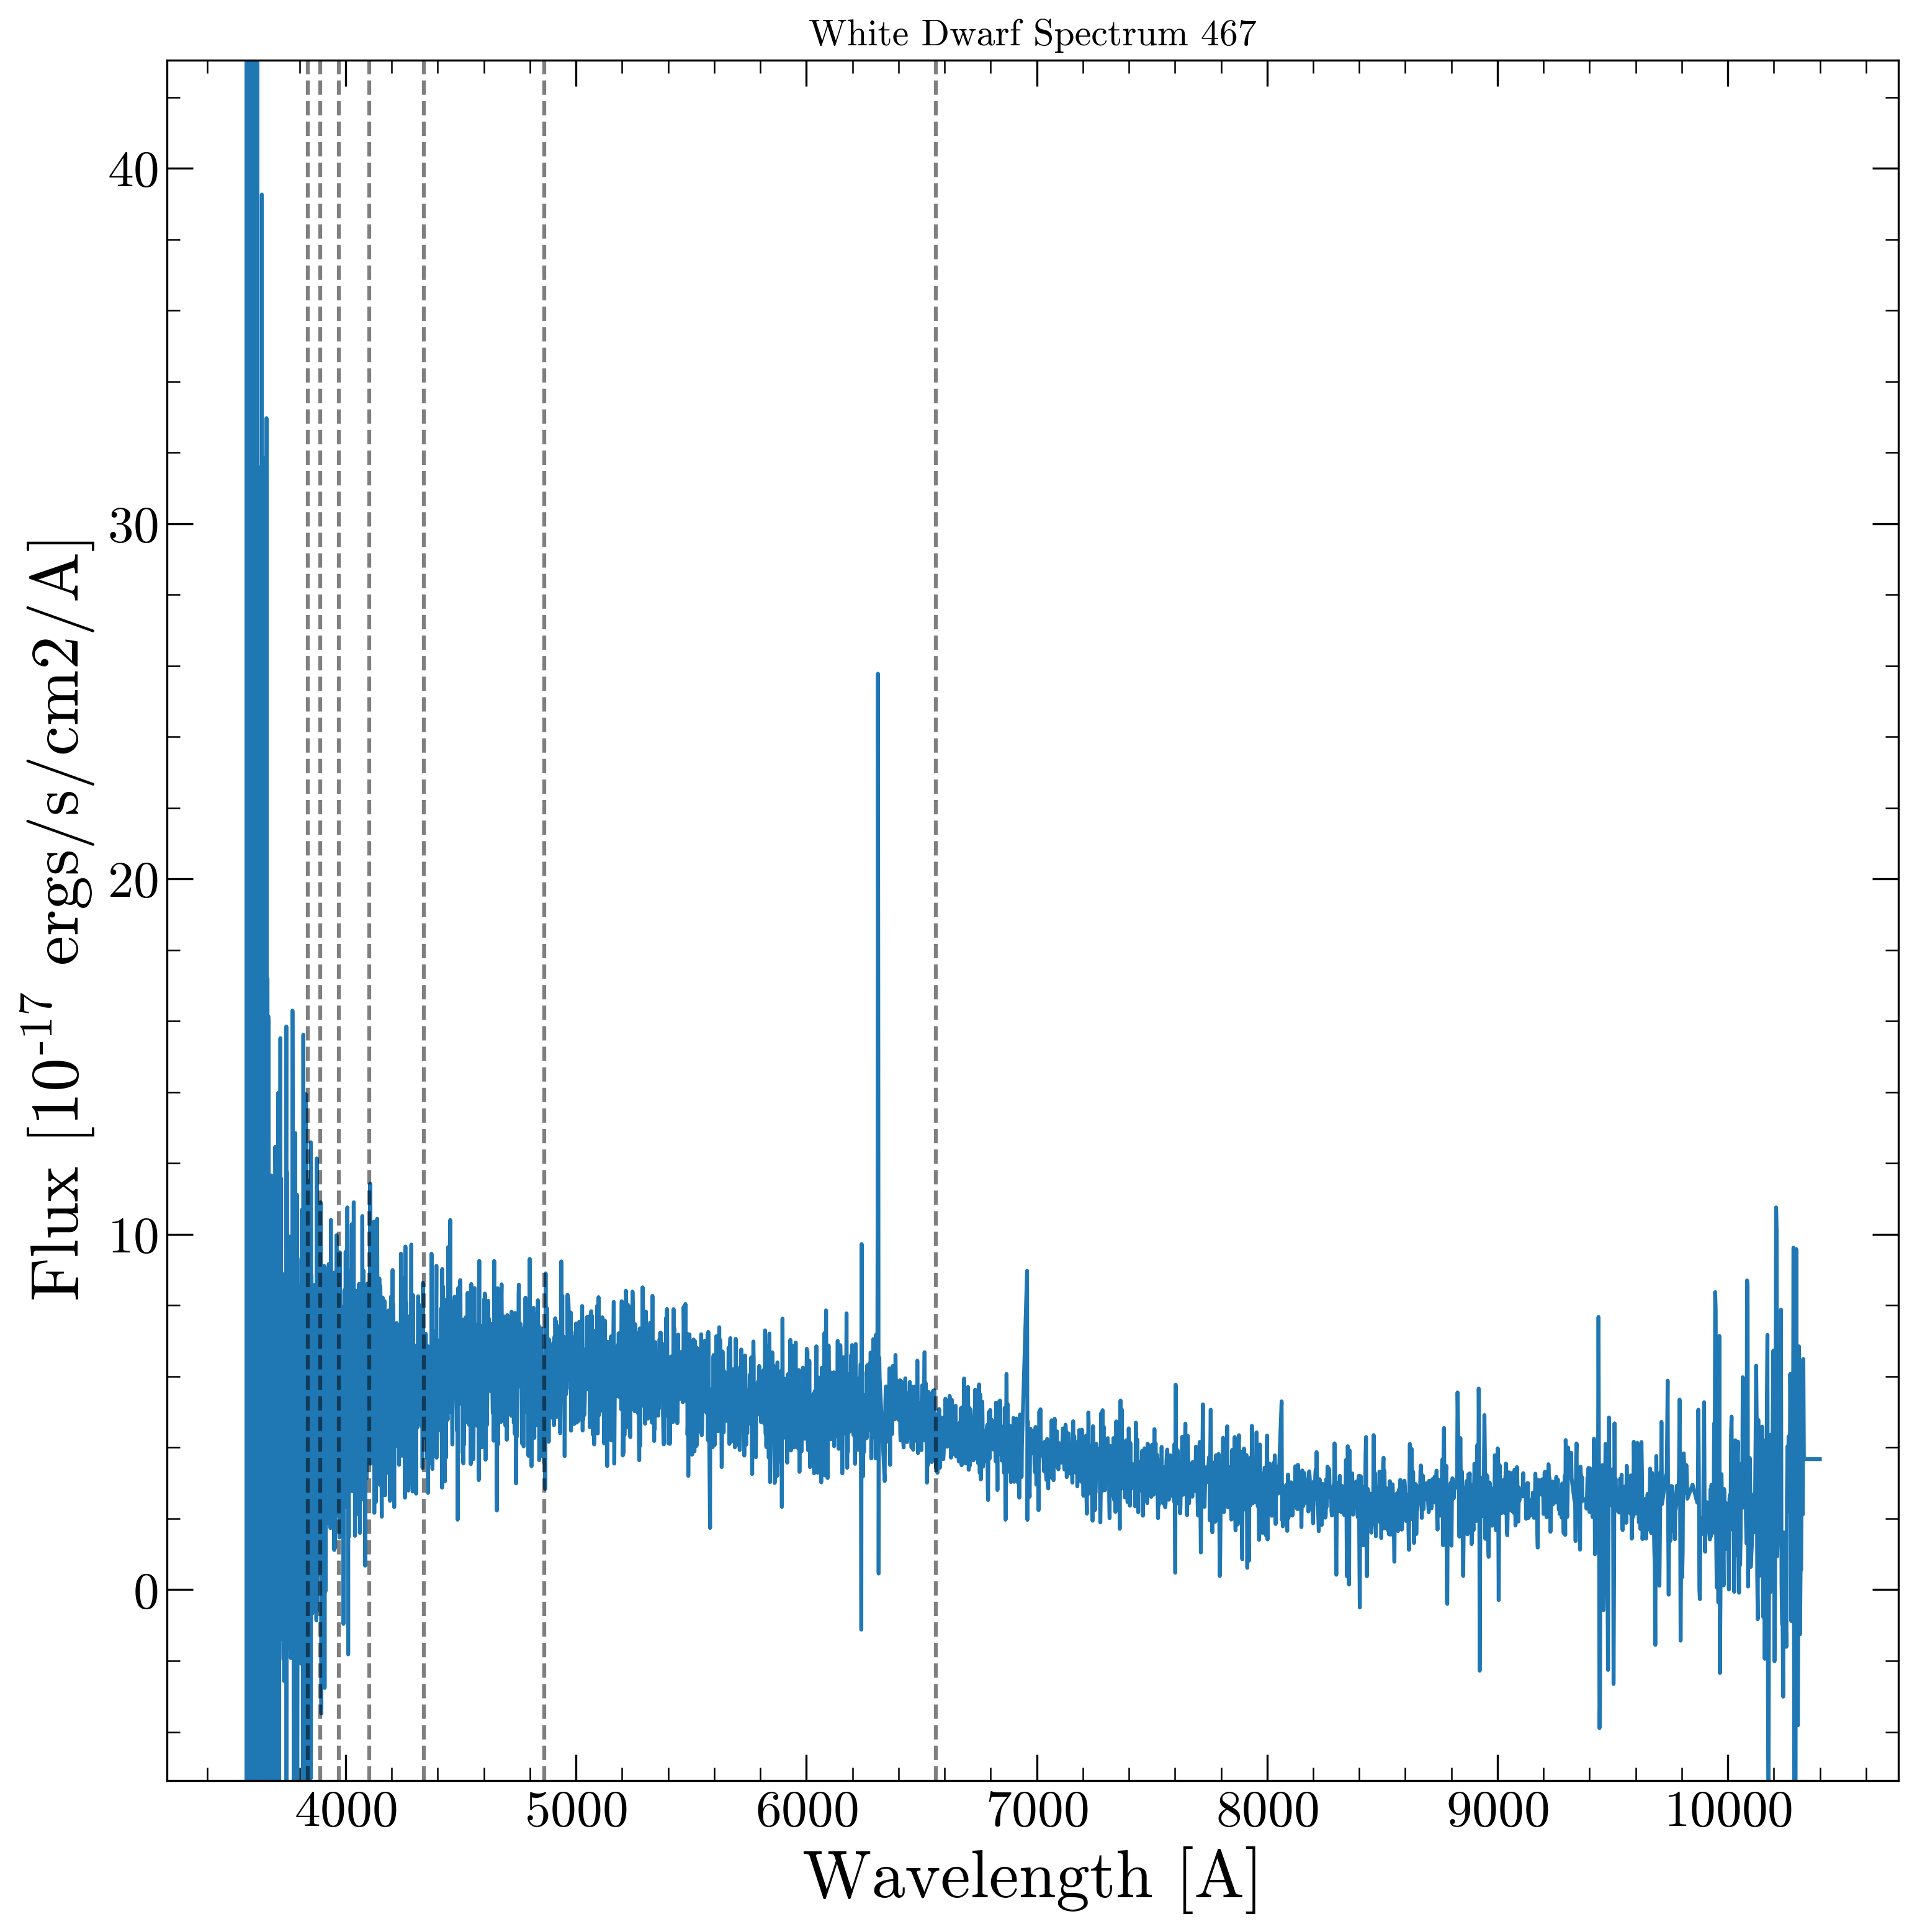 White Dwarf Spectrum 467
40
30
20
10
0
Flux [10⁻¹⁷ ergs/s/cm2/A]
4000 5000 6000 7000 8000 9000 10000
Wavelength [A]